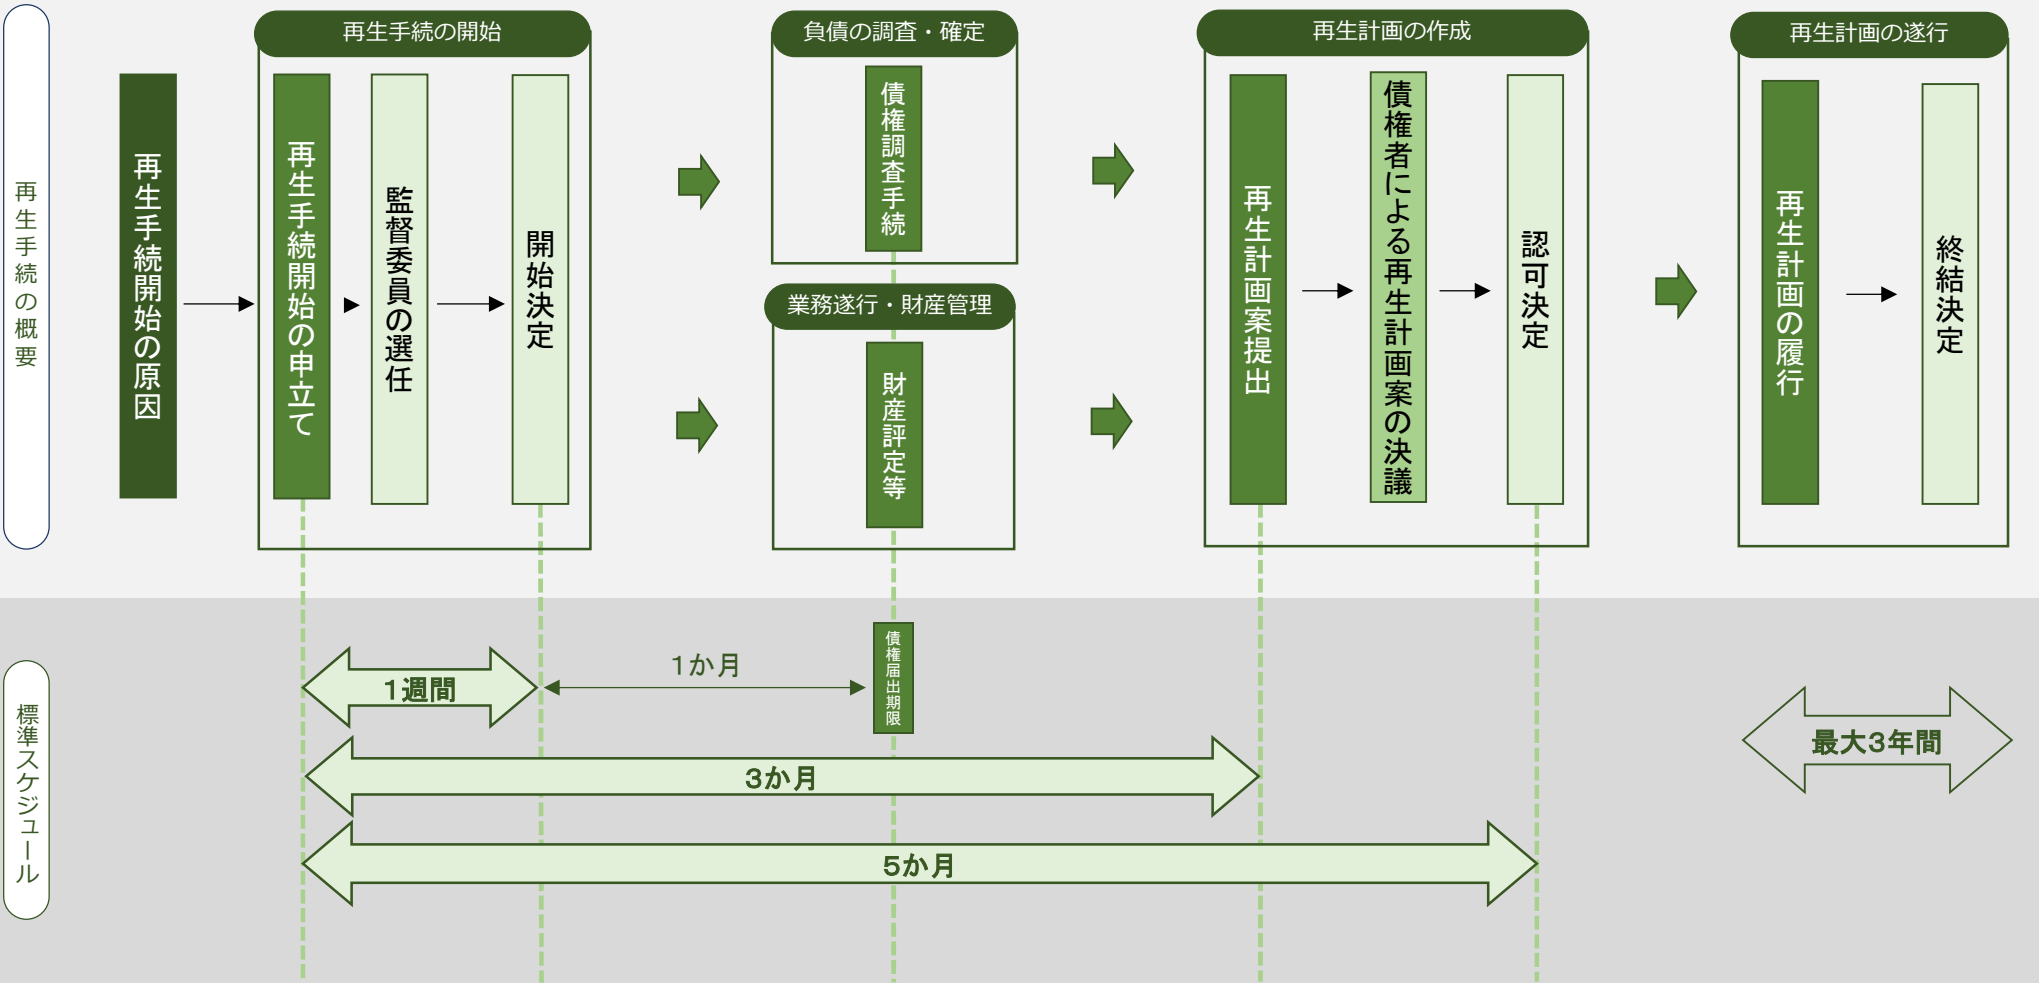 再生手続の概要
再生手続開始の原因
再生手続の開始
再生手続開始の申立て
監督委員の選任
開始決定
負債の調査・確定
債権調査手続
業務遂行・財産管理
財産評定等
再生計画の作成
再生計画案提出
債権者による再生計画案の決議
認可決定
再生計画の遂行
再生計画の履行
終結決定
標準スケジュール
1週間
1か月
債権届出期限
3か月
5か月
最大3年間